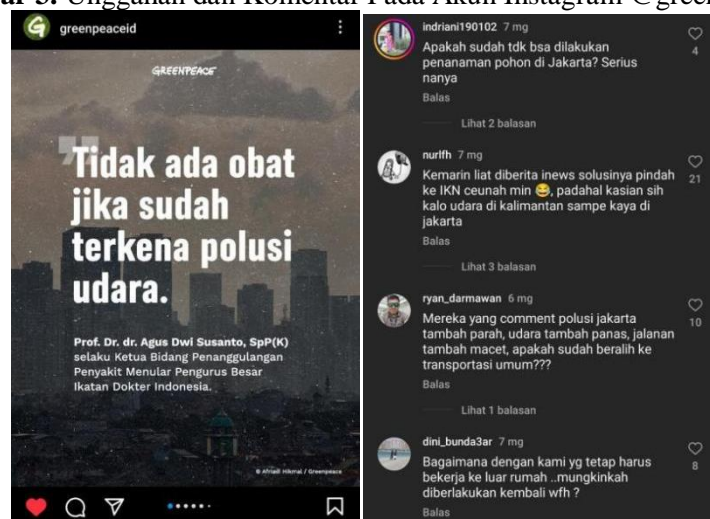 ar 3. Unggahan dan Komentar Pada Akun Instagram @green
greenpeaceid
GREENPEACE
Tidak ada obat
jika sudah
terkena polusi
udara.
Prof. Dr. dr. Agus Dwi Susanto, SpP(K)
selaku Ketua Bidang Penanggulangan
Penyakit Menular Pengurus Besar
Ikatan Dokter Indonesia.
© Afriadi Hikmal / Greenpeace
indriani190102 7 mg
Apakah sudah tdk bsa dilakukan
penanaman pohon di Jakarta? Serius
nanya
4
Balas
Lihat 2 balasan
nurlfh 7 mg
Kemarin liat diberita inews solusinya pindah
ke IKN ceunah min 😂, padahal kasian sih
kalo udara di kalimantan sampe kaya di
jakarta
21
Balas
Lihat 3 balasan
ryan_darmawan 6 mg
Mereka yang comment polusi jakarta
tambah parah, udara tambah panas, jalanan
tambah macet, apakah sudah beralih ke
transportasi umum???
10
Balas
Lihat 1 balasan
dini_bunda3ar 7 mg
Bagaimana dengan kami yg tetap harus
bekerja ke luar rumah ..mungkinkah
diberlakukan kembali wfh ?
8
Balas